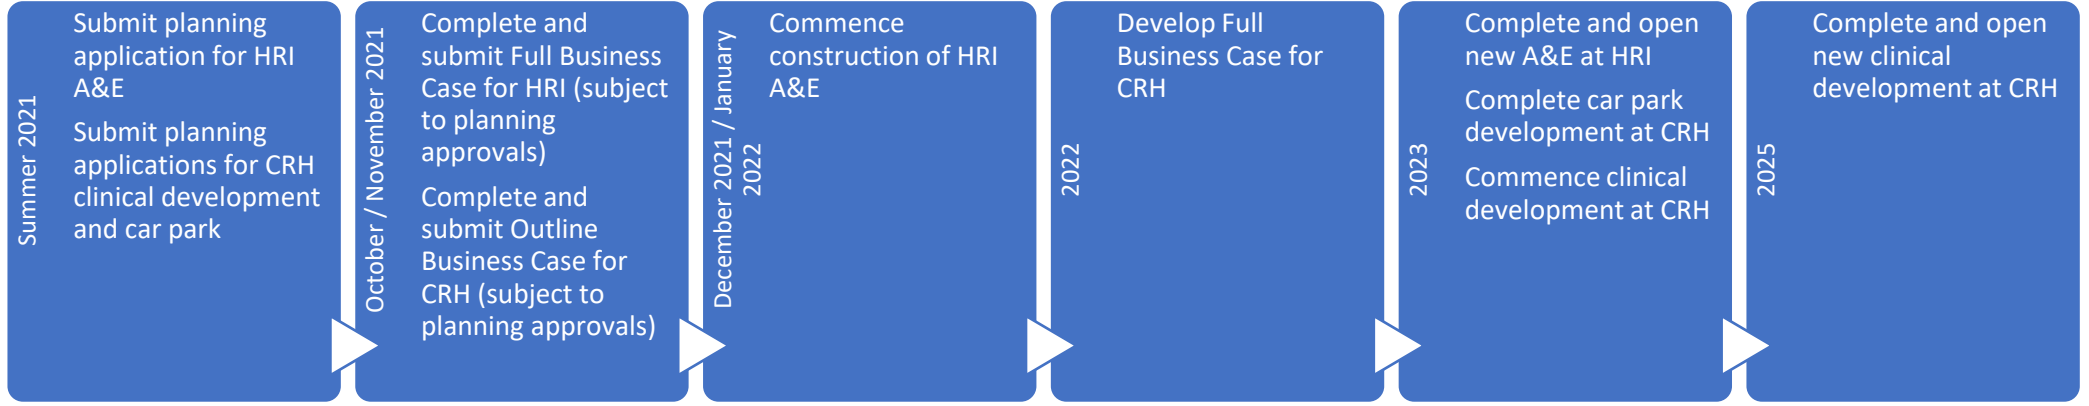 Summer 2021
Submit planning
application for HRI
A&E
Submit planning
applications for CRH
clinical development
and car park
October / November 2021
Complete and
submit Full Business
Case for HRI (subject
to planning
approvals)
Complete and
submit Outline
Business Case for
CRH (subject to
planning approvals)
December 2021 / January
2022
Commence
construction of HRI
A&E
2022
Develop Full
Business Case for
CRH
2023
Complete and open
new A&E at HRI
Complete car park
development at CRH
Commence clinical
development at CRH
2025
Complete and open
new clinical
development at CRH